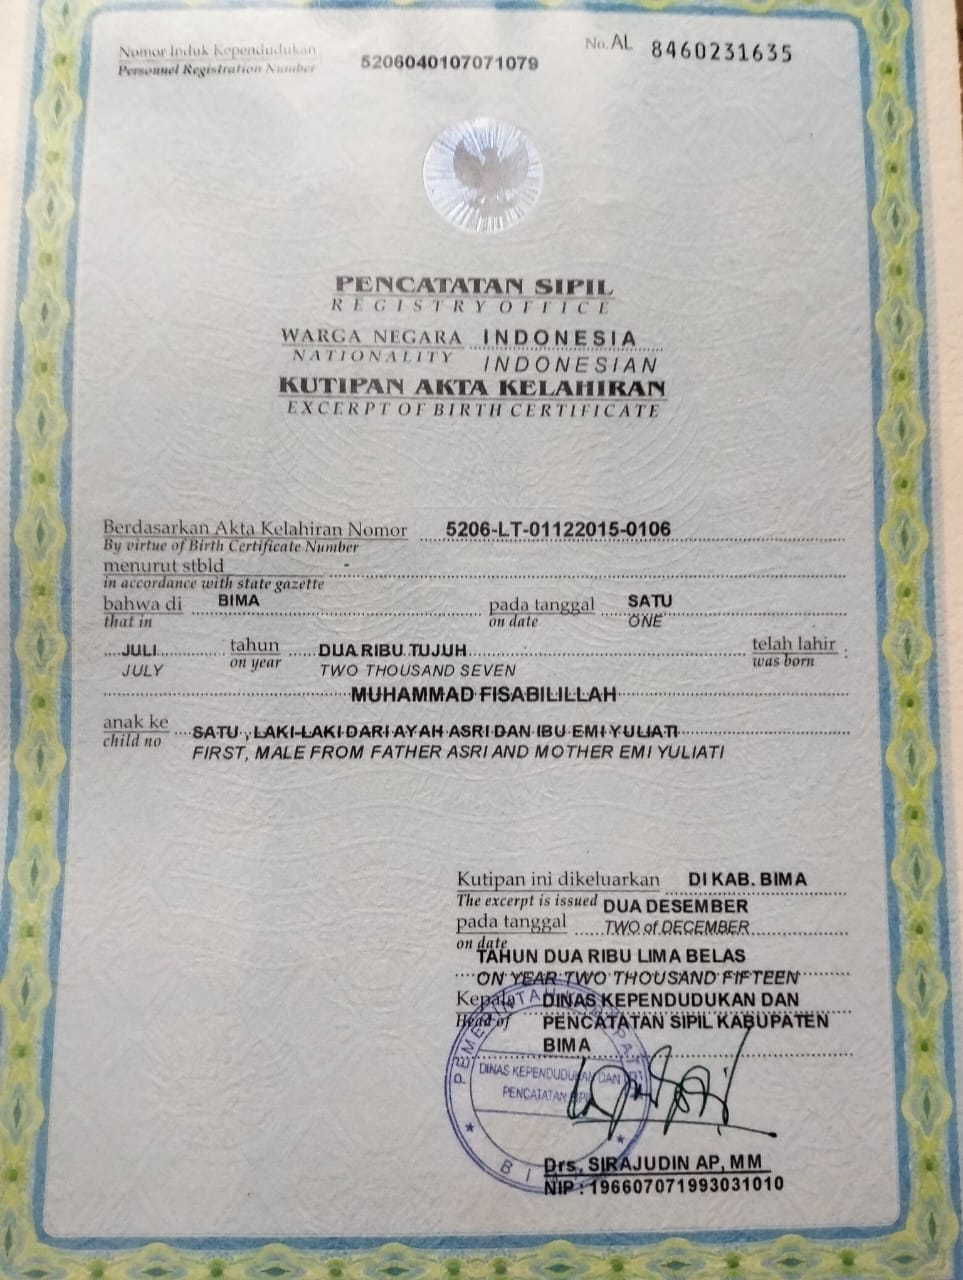 Nomor Induk Kependudukan
Personnel Registration Number
5206040107071079
No. AL 8460231635
PENCATATAN SIPIL
REGISTRY OFFICE
WARGA NEGARA INDONESIA
NATIONALITY INDONESIAN
KUTIPAN AKTA KELAHIRAN
EXCERPT OF BIRTH CERTIFICATE
Berdasarkan Akta Kelahiran Nomor 5206-LT-01122015-0106
By virtue of Birth Certificate Number
menurut stbld -
in accordance with state gazette
bahwa di BIMA pada tanggal SATU
that in on date ONE
JULI tahun DUA RIBU TUJUH telah lahir :
JULY on year TWO THOUSAND SEVEN was born
MUHAMMAD FISABILILLAH
anak ke SATU, LAKI-LAKI DARI AYAH ASRI DAN IBU EMI YULIATI
child no FIRST, MALE FROM FATHER ASRI AND MOTHER EMI YULIATI
Kutipan ini dikeluarkan DI KAB. BIMA
The excerpt is issued DUA DESEMBER
pada tanggal TWO of DECEMBER
on date
TAHUN DUA RIBU LIMA BELAS
ON YEAR TWO THOUSAND FIFTEEN
Kepala DINAS KEPENDUDUKAN DAN
Head of PENCATATAN SIPIL KABUPATEN
BIMA
DINAS KEPENDUDUKAN DAN
PENCATATAN SIPIL
Drs. SIRAJUDIN AP, MM
NIP : 196607071993031010